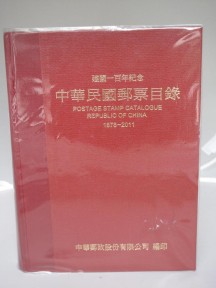 建國一百年紀念
中華民國郵票目錄
POSTAGE STAMP CATALOGUE
REPUBLIC OF CHINA
1878-2011
中華郵政股份有限公司 編印